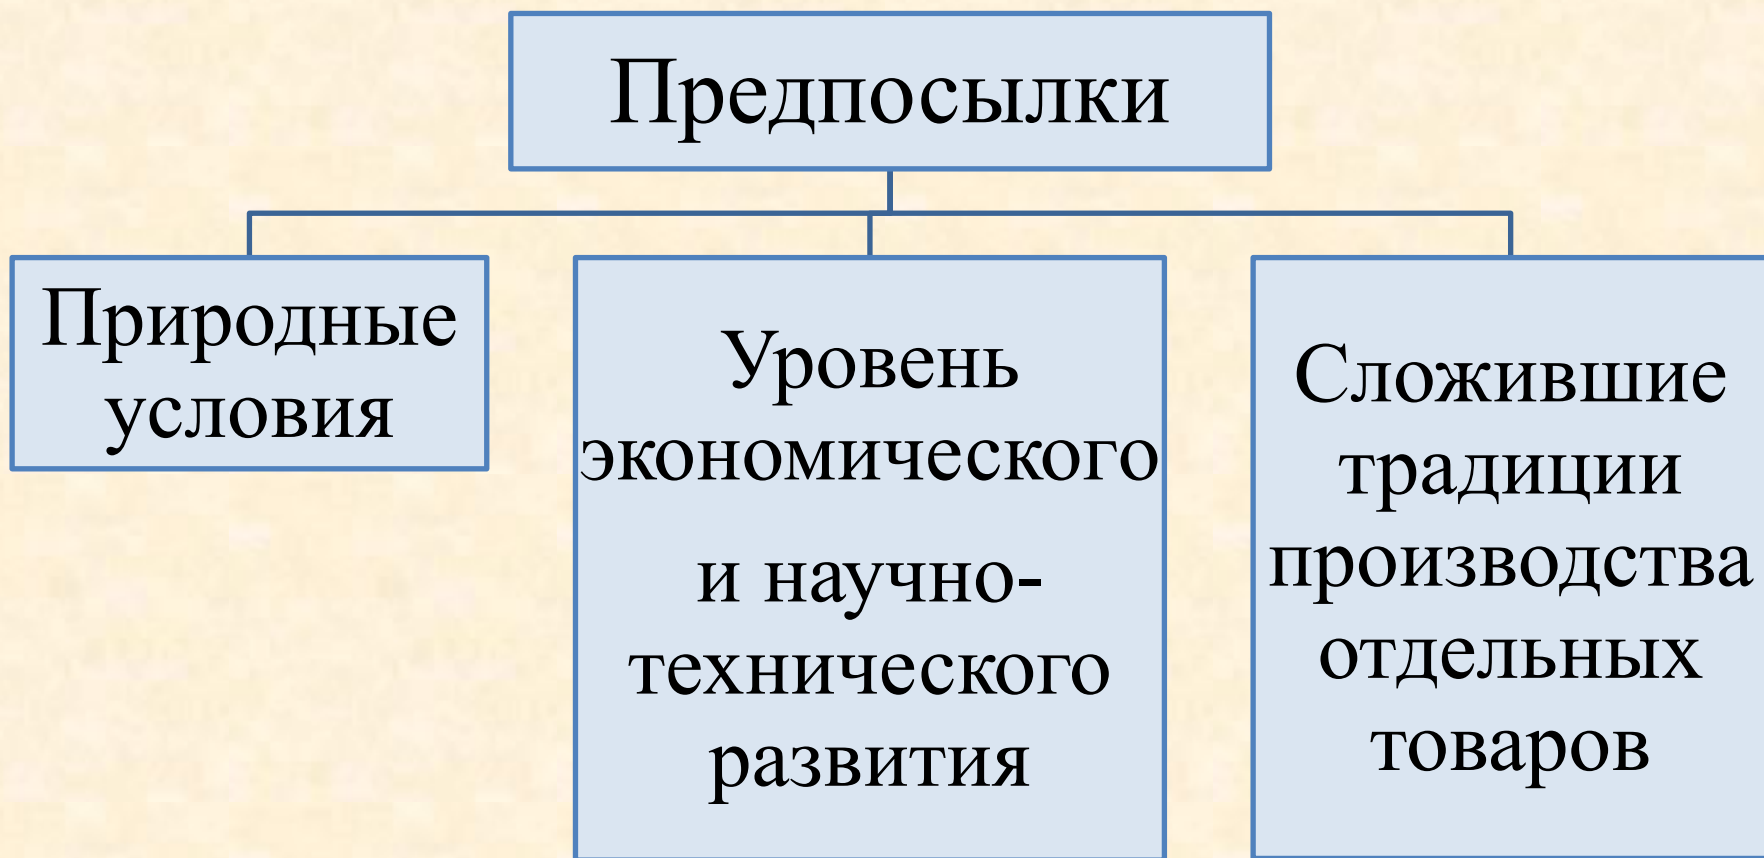 Предпосылки
Природные
условия
Уровень
экономического
и научно-
технического
развития
Сложившие
традиции
производства
отдельных
товаров